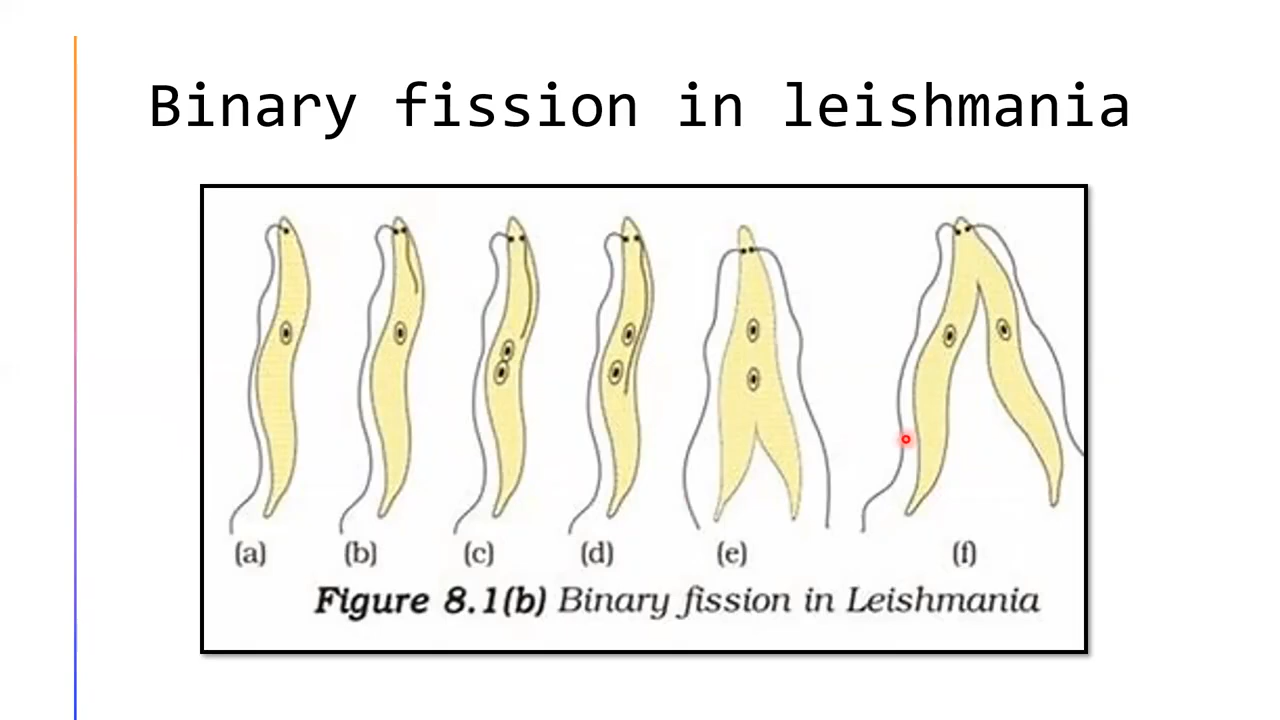 Binary fission in leishmania
(a) (b) (c) (d) (e) (f)
Figure 8.1(b) Binary fission in Leishmania